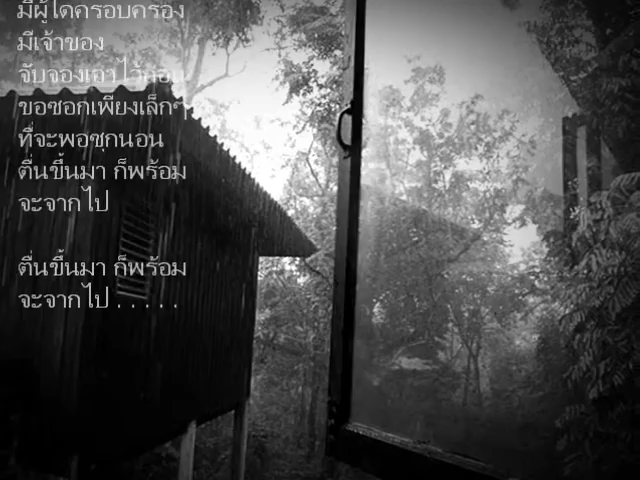 มีผู้ใดครอบครอง
มีเจ้าของ
จับจองเอาไว้ก่อน
ขอซอกเพียงเล็กๆ
ที่จะพอซุกนอน
ตื่นขึ้นมา ก็พร้อม
จะจากไป
ตื่นขึ้นมา ก็พร้อม
จะจากไป . . . . .